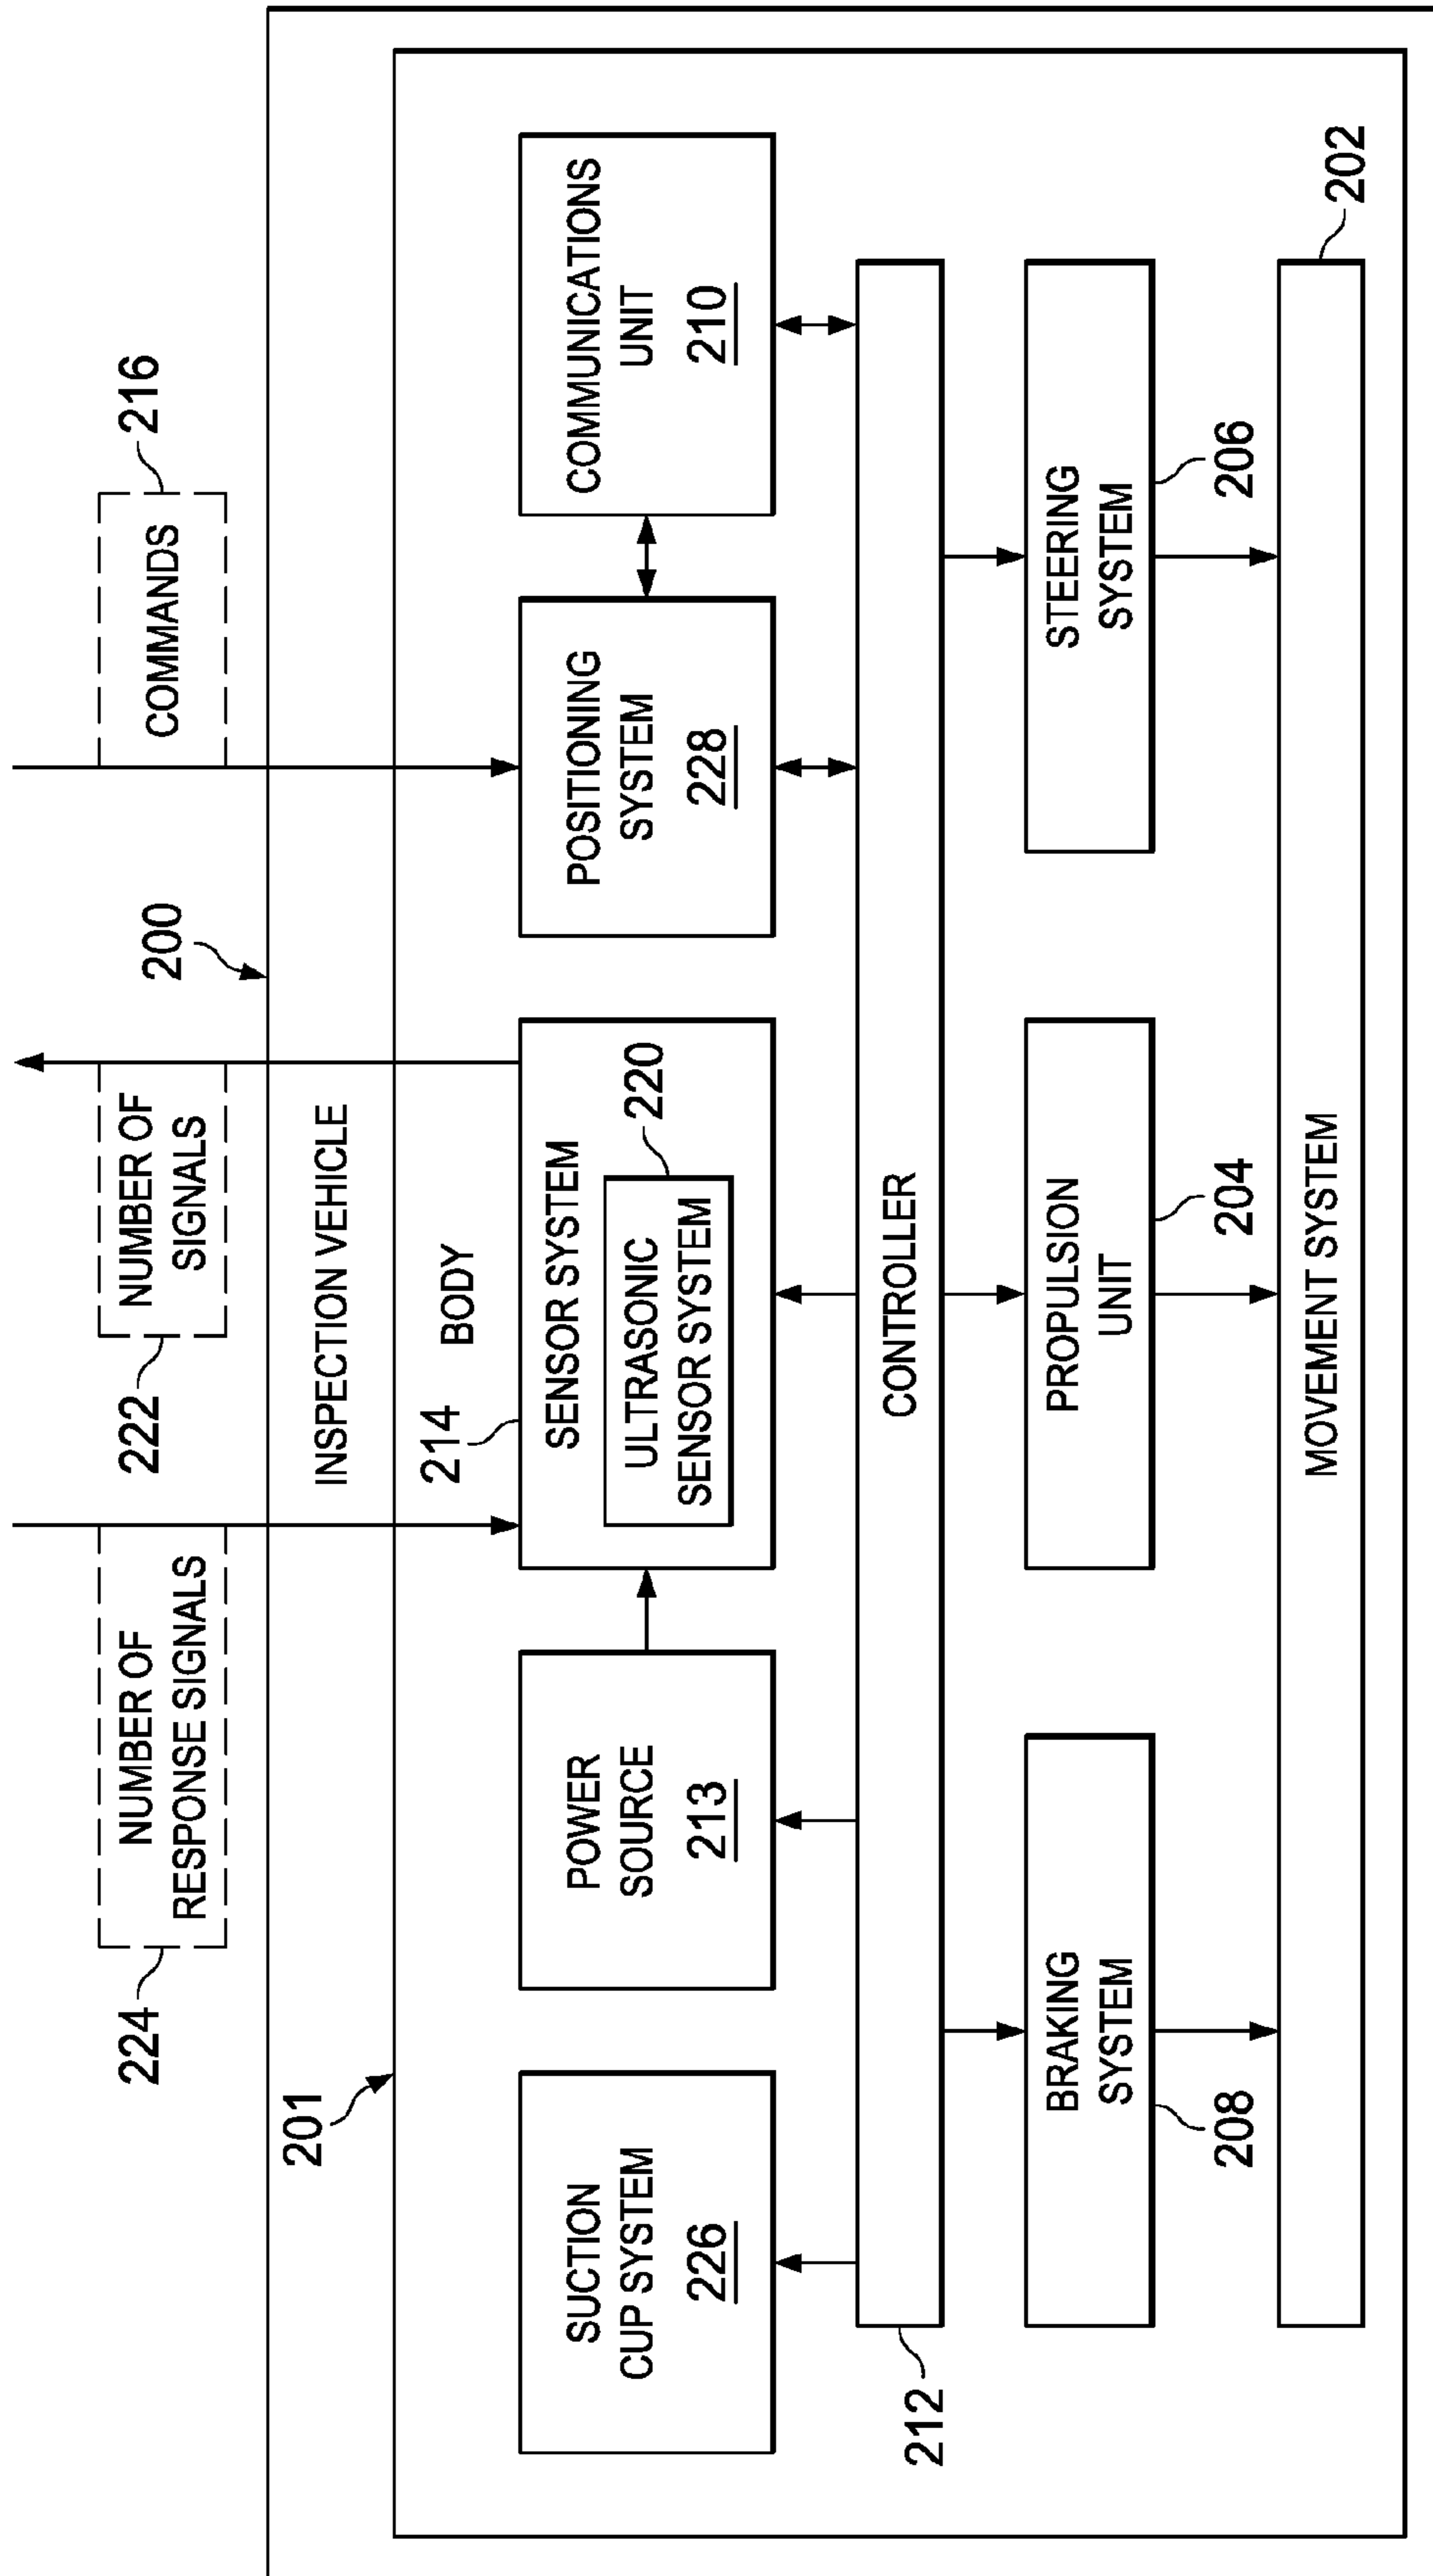 224
NUMBER OF
RESPONSE SIGNALS
222
NUMBER OF
SIGNALS
COMMANDS
216
200
INSPECTION VEHICLE
201
BODY
214
SUCTION
CUP SYSTEM
226
POWER
SOURCE
213
SENSOR SYSTEM
ULTRASONIC
SENSOR SYSTEM
220
POSITIONING
SYSTEM
228
COMMUNICATIONS
UNIT
210
212
CONTROLLER
BRAKING
SYSTEM
208
PROPULSION
UNIT
204
STEERING
SYSTEM
206
MOVEMENT SYSTEM
202